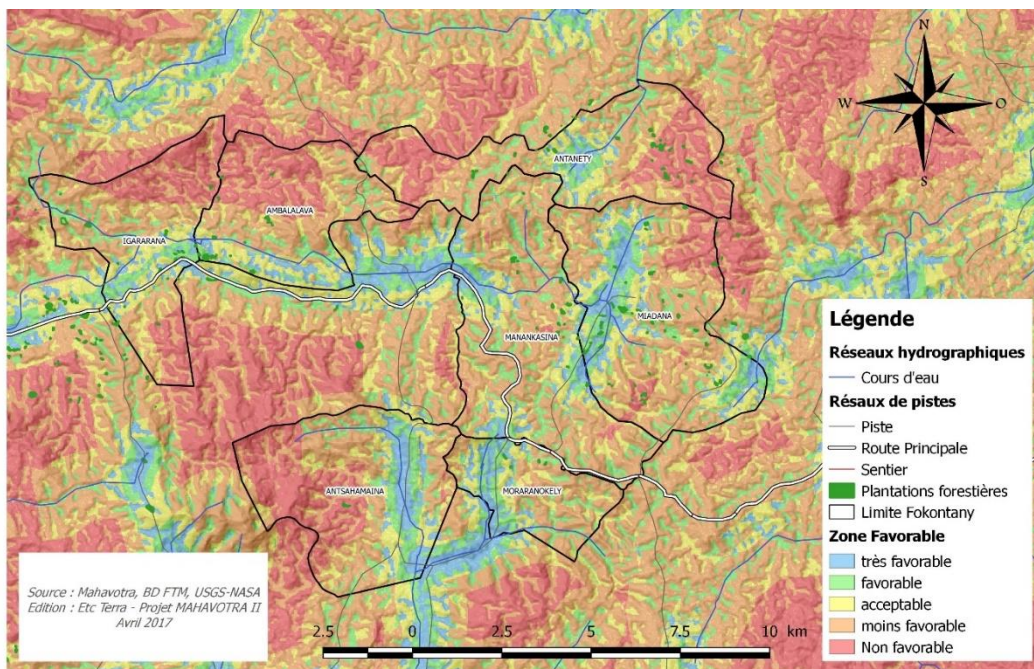 N
W
O
S
ANTANETY
AMBALALAVA
IGARARANA
MIADANA
MANANKASINA
ANTSAHAMAINA
MORARANOKELY
Légende
Réseaux hydrographiques
Cours d'eau
Résaux de pistes
Piste
Route Principale
Sentier
Plantations forestières
Limite Fokontany
Zone Favorable
très favorable
favorable
acceptable
moins favorable
Non favorable
Source : Mahavotra, BD FTM, USGS-NASA
Edition : Etc Terra - Projet MAHAVOTRA II
Avril 2017
2.5 0 2.5 5 7.5 10 km